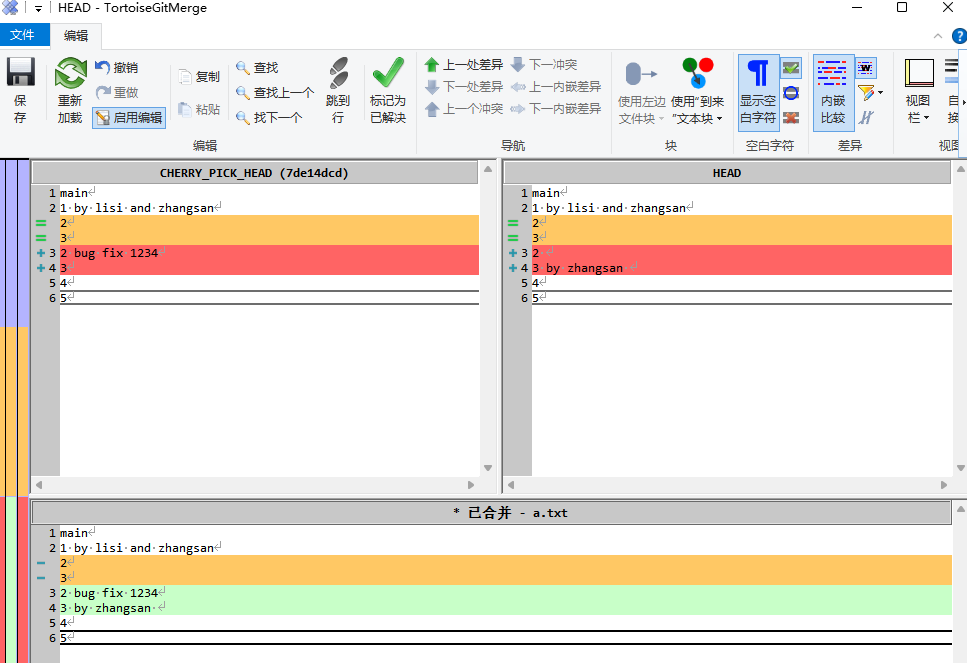 HEAD - TortoiseGitMerge
文件 编辑
保存
重新加载
撤销
重做
启用编辑
复制
粘贴
查找
查找上一个
找下一个
跳到行
标记为已解决
编辑
上一处差异
下一处差异
上一个冲突
下一冲突
上一内嵌差异
下一内嵌差异
导航
使用左边文件块
使用“到来”文本块
块
显示空白字符
空白字符
内嵌比较
差异
视图栏
自
换
视图
CHERRY_PICK_HEAD (7de14dcd)
1 main
2 1·by·lisi·and·zhangsan
2
3
3 2 bug fix 1234
4 3
5 4
6 5
HEAD
1 main
2 1·by·lisi·and·zhangsan
2
3
3 2
4 3 by zhangsan
5 4
6 5
* 已合并 - a.txt
1 main
2 1·by·lisi·and·zhangsan
2
3
3 2·bug·fix·1234
4 3·by·zhangsan·
5 4
6 5